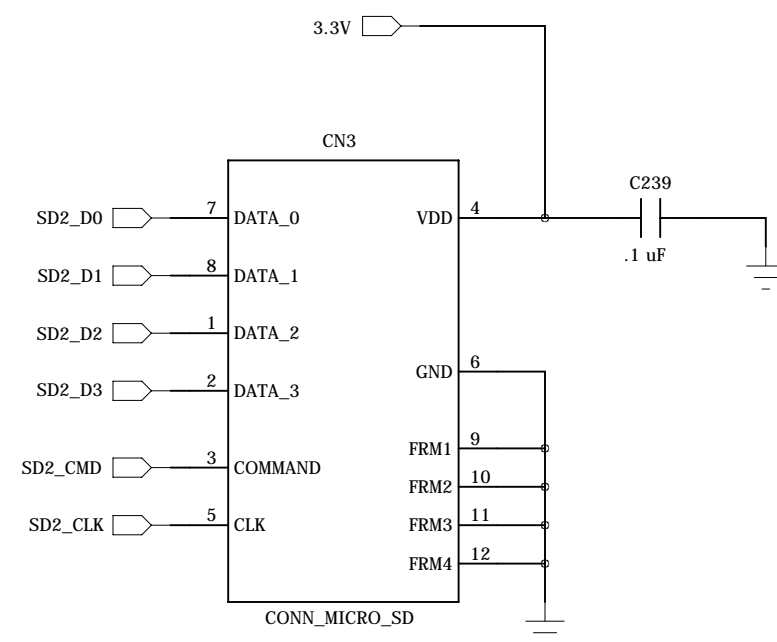 3.3V
CN3
C239
SD2_D0 7 DATA_0 VDD 4
.1 uF
SD2_D1 8 DATA_1
SD2_D2 1 DATA_2
GND 6
SD2_D3 2 DATA_3
FRM1 9
SD2_CMD 3 COMMAND
FRM2 10
SD2_CLK 5 CLK FRM3 11
FRM4 12
CONN_MICRO_SD